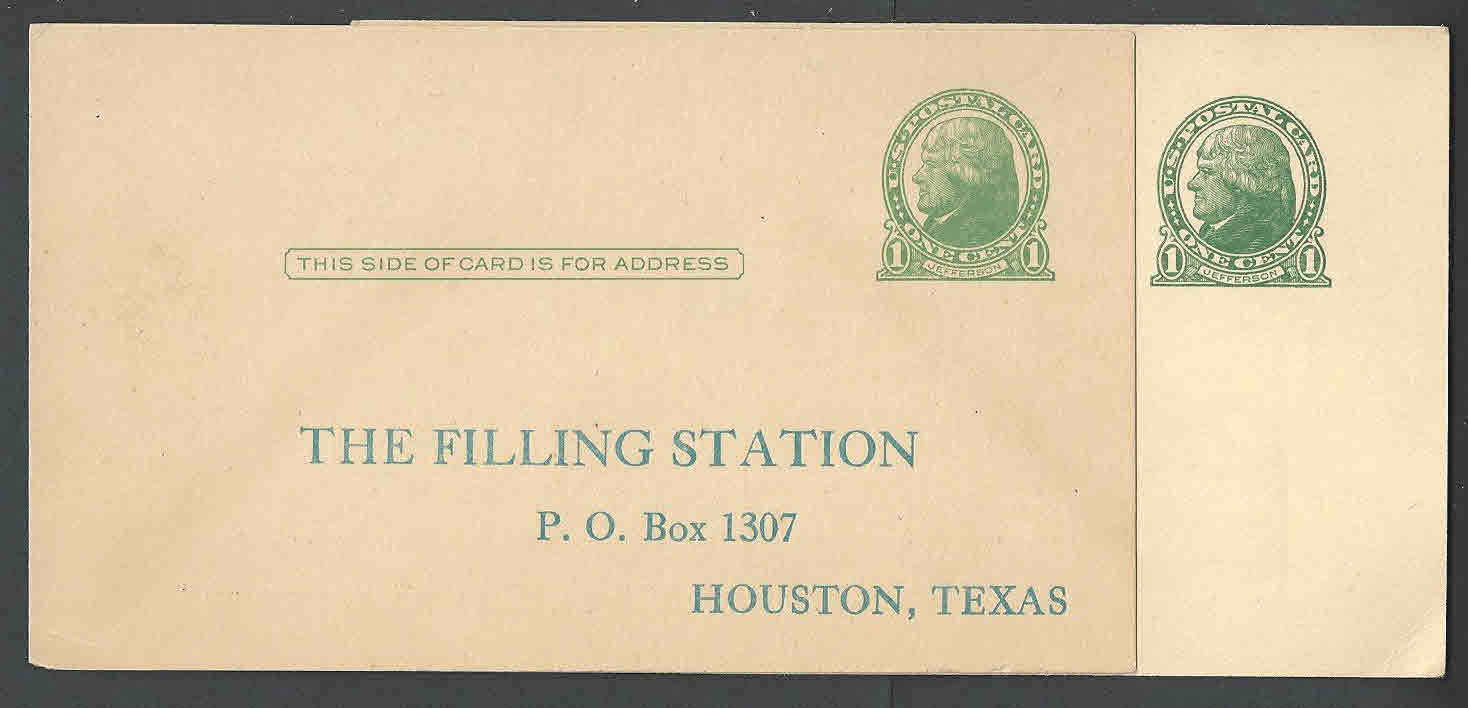 U.S. POSTAL CARD
ONE CENT
1 JEFFERSON 1
THIS SIDE OF CARD IS FOR ADDRESS
THE FILLING STATION
P. O. Box 1307
HOUSTON, TEXAS
U.S. POSTAL CARD
ONE CENT
1 JEFFERSON 1